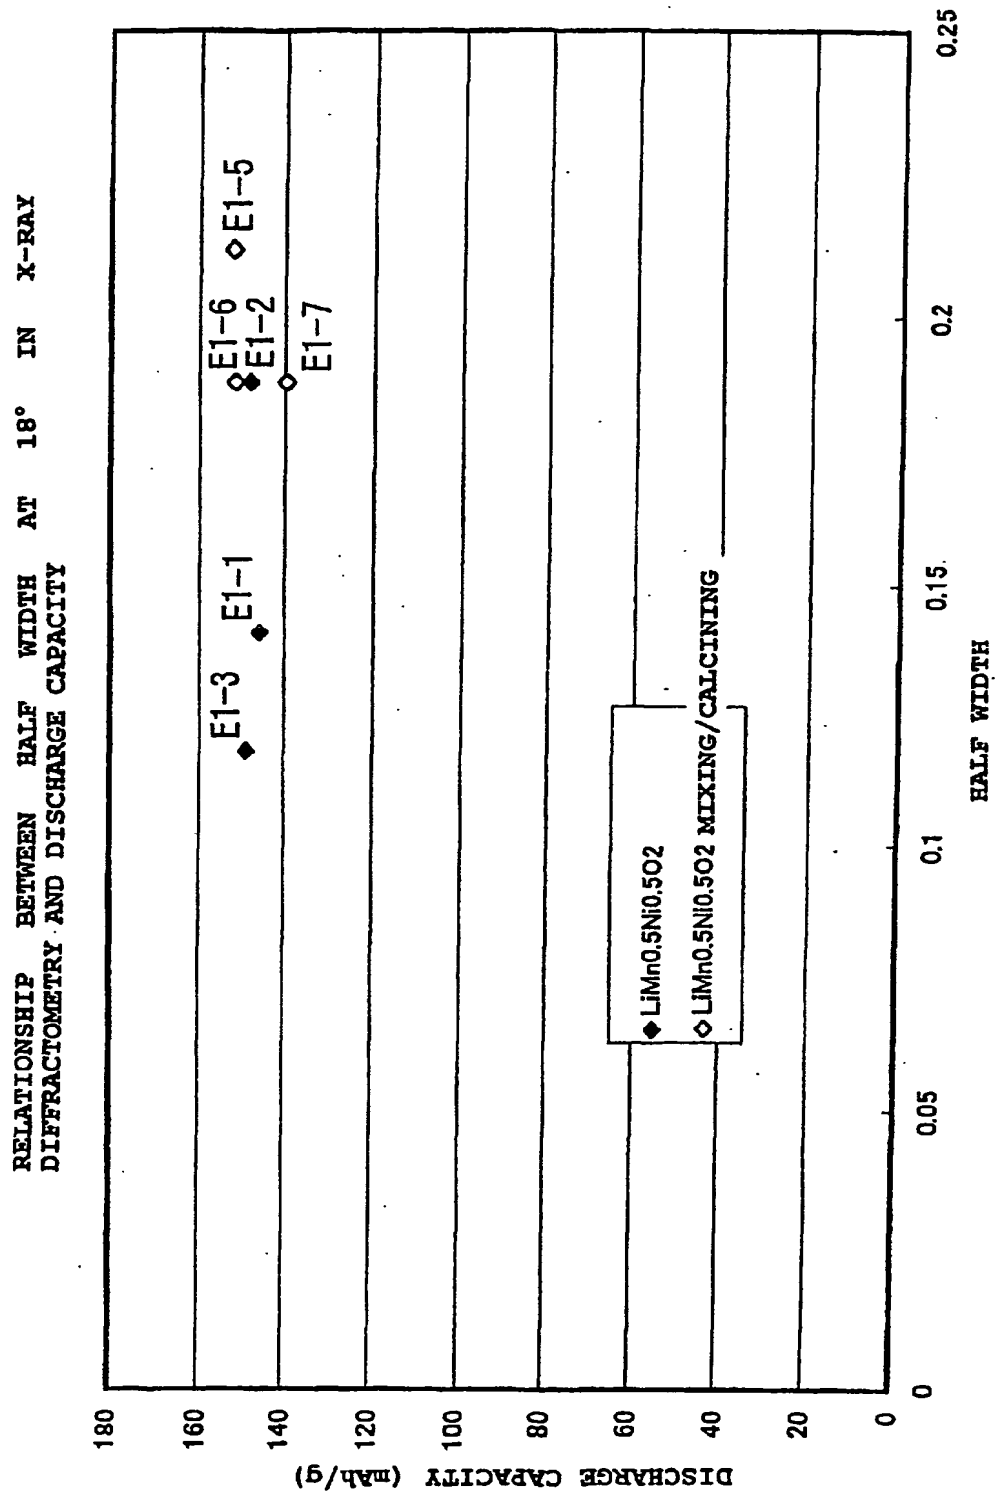 RELATIONSHIP BETWEEN HALF WIDTH AT 18° IN X-RAY
DIFFRACTOMETRY AND DISCHARGE CAPACITY
DISCHARGE CAPACITY (mAh/g)
180
160
140
120
100
80
60
40
20
0
E1-3
E1-1
E1-6
E1-2
E1-7
E1-5
◆LiMn0.5Ni0.5O2
◇LiMn0.5Ni0.5O2 MIXING/CALCINING
0
0.05
0.1
0.15
0.2
0.25
HALF WIDTH